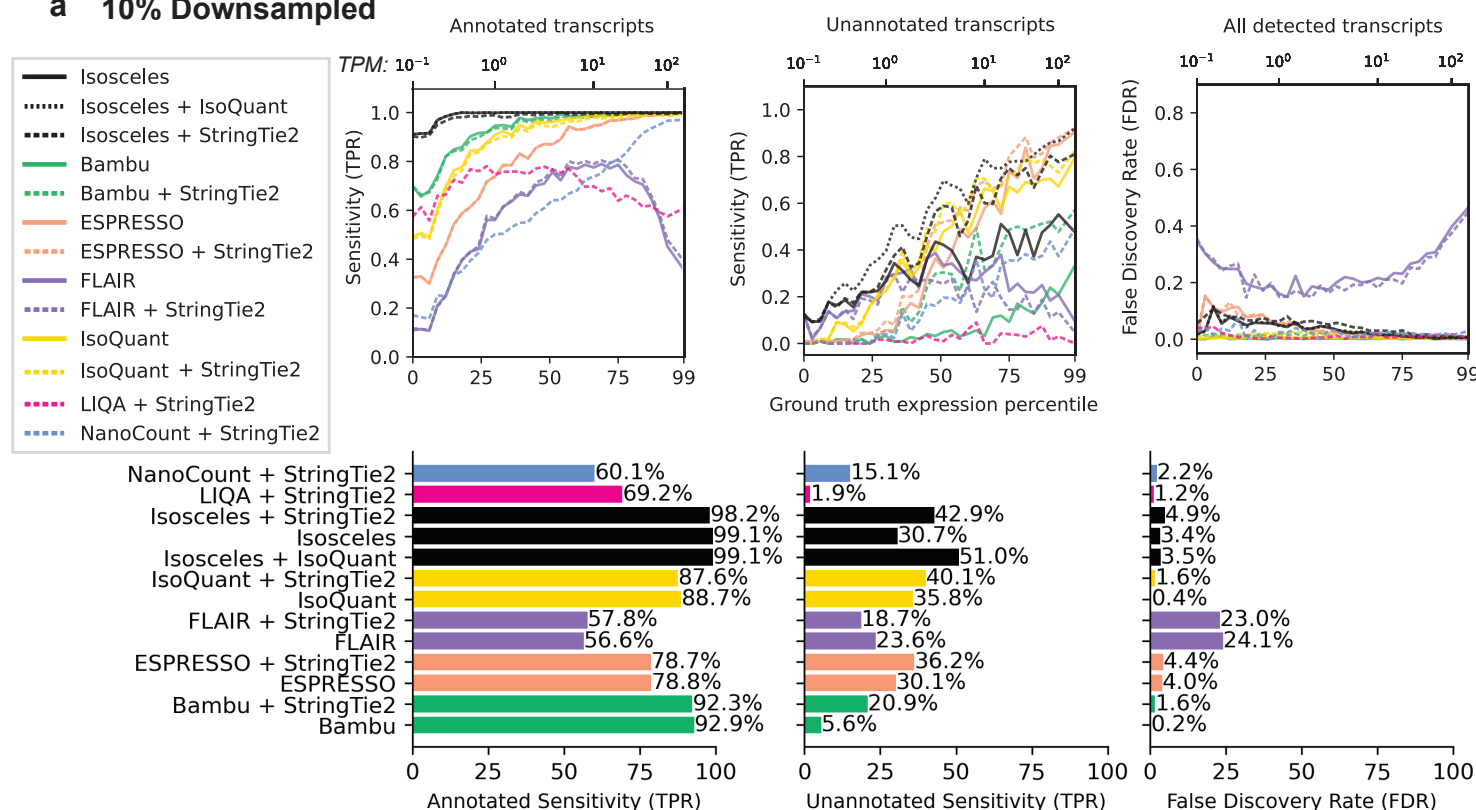 a 10% Downsampled
Isosceles
Isosceles + IsoQuant
Isosceles + StringTie2
Bambu
Bambu + StringTie2
ESPRESSO
ESPRESSO + StringTie2
FLAIR
FLAIR + StringTie2
IsoQuant
IsoQuant + StringTie2
LIQA + StringTie2
NanoCount + StringTie2
Annotated transcripts
TPM: 10⁻¹ 10⁰ 10¹ 10²
Sensitivity (TPR)
1.0
0.8
0.6
0.4
0.2
0.0
0 25 50 75 99
Unannotated transcripts
10⁻¹ 10⁰ 10¹ 10²
Sensitivity (TPR)
1.0
0.8
0.6
0.4
0.2
0.0
0 25 50 75 99
Ground truth expression percentile
All detected transcripts
10⁻¹ 10⁰ 10¹ 10²
False Discovery Rate (FDR)
0.8
0.6
0.4
0.2
0.0
0 25 50 75 99
NanoCount + StringTie2 60.1% 15.1% 2.2%
LIQA + StringTie2 69.2% 1.9% 1.2%
Isosceles + StringTie2 98.2% 42.9% 4.9%
Isosceles 99.1% 30.7% 3.4%
Isosceles + IsoQuant 99.1% 51.0% 3.5%
IsoQuant + StringTie2 87.6% 40.1% 1.6%
IsoQuant 88.7% 35.8% 0.4%
FLAIR + StringTie2 57.8% 18.7% 23.0%
FLAIR 56.6% 23.6% 24.1%
ESPRESSO + StringTie2 78.7% 36.2% 4.4%
ESPRESSO 78.8% 30.1% 4.0%
Bambu + StringTie2 92.3% 20.9% 1.6%
Bambu 92.9% 5.6% 0.2%
0 25 50 75 100 0 25 50 75 100 0 25 50 75 100
Annotated Sensitivity (TPR) Unannotated Sensitivity (TPR) False Discovery Rate (FDR)